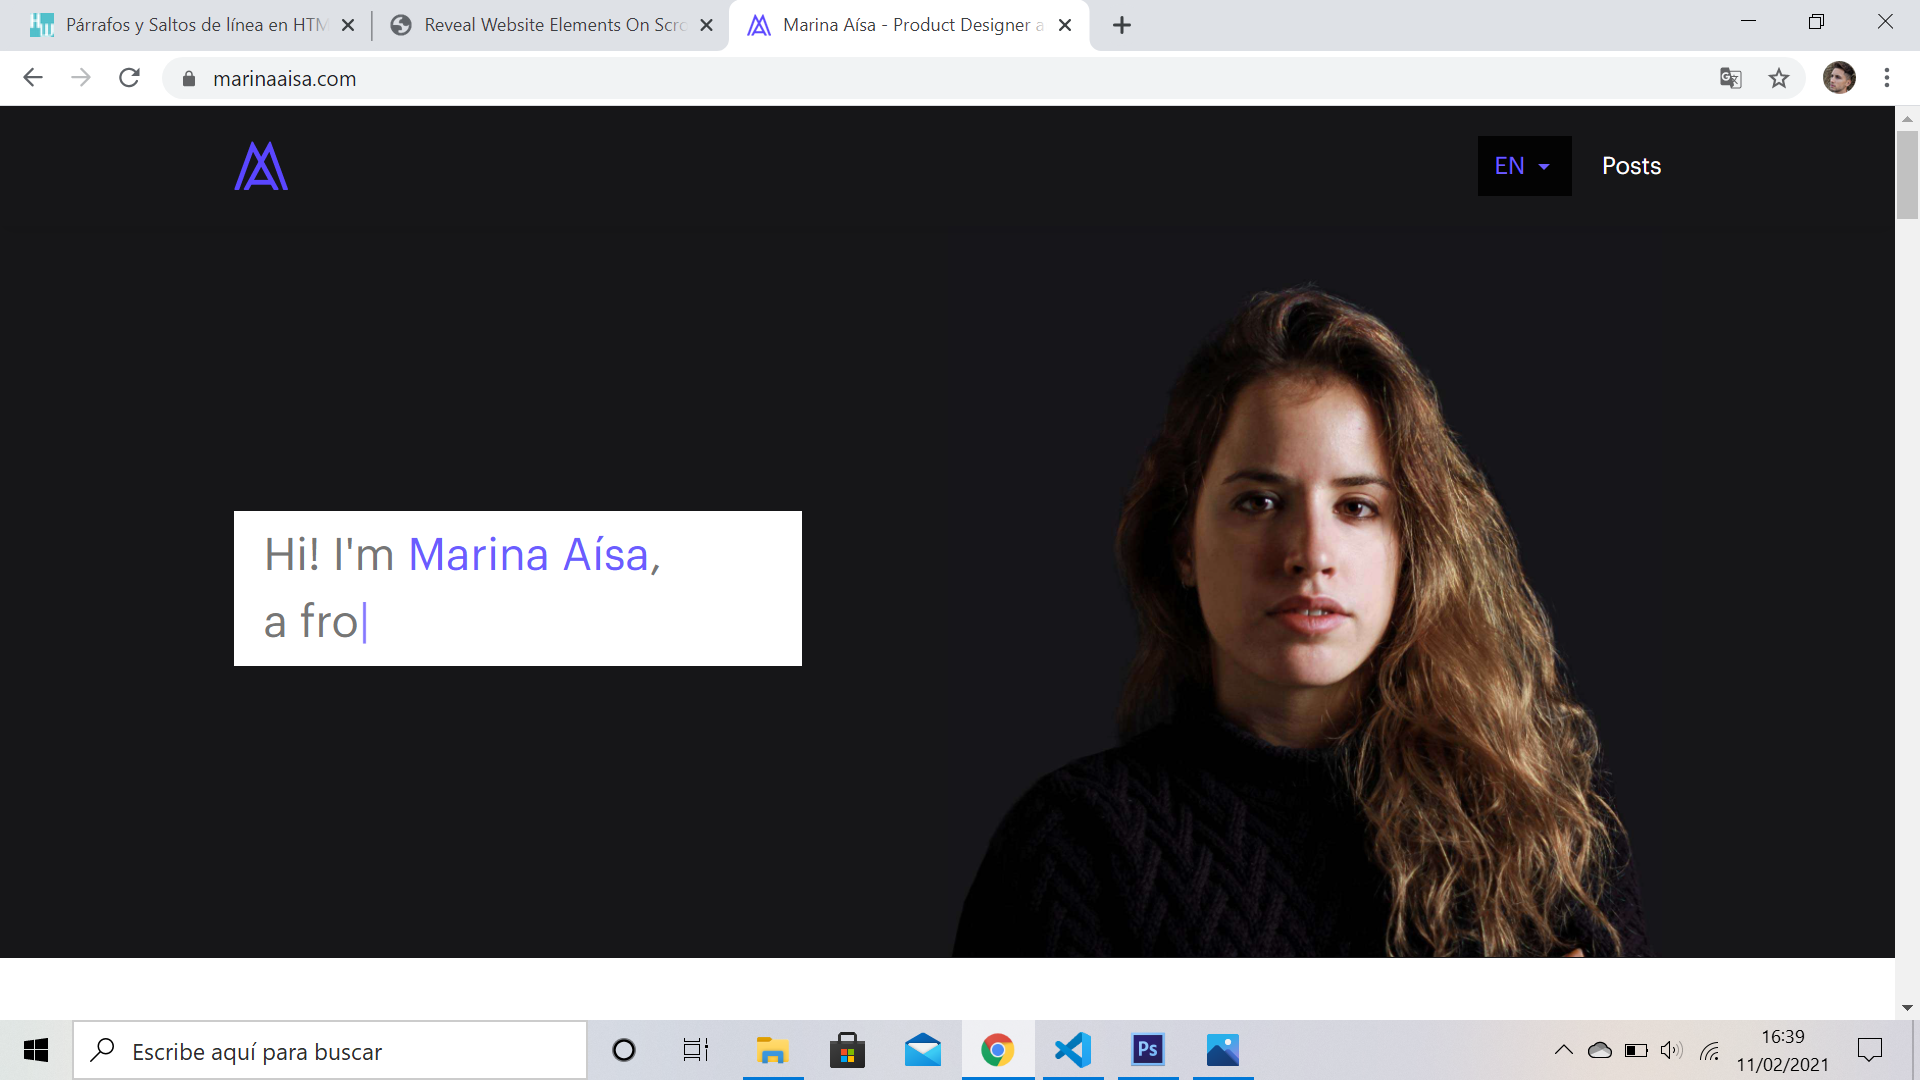 Párrafos y Saltos de línea en HTM
Reveal Website Elements On Scro
Marina Aísa - Product Designer a
marinaaisa.com
EN
Posts
Hi! I'm Marina Aísa,
a fro
Escribe aquí para buscar
Ps
16:39
11/02/2021